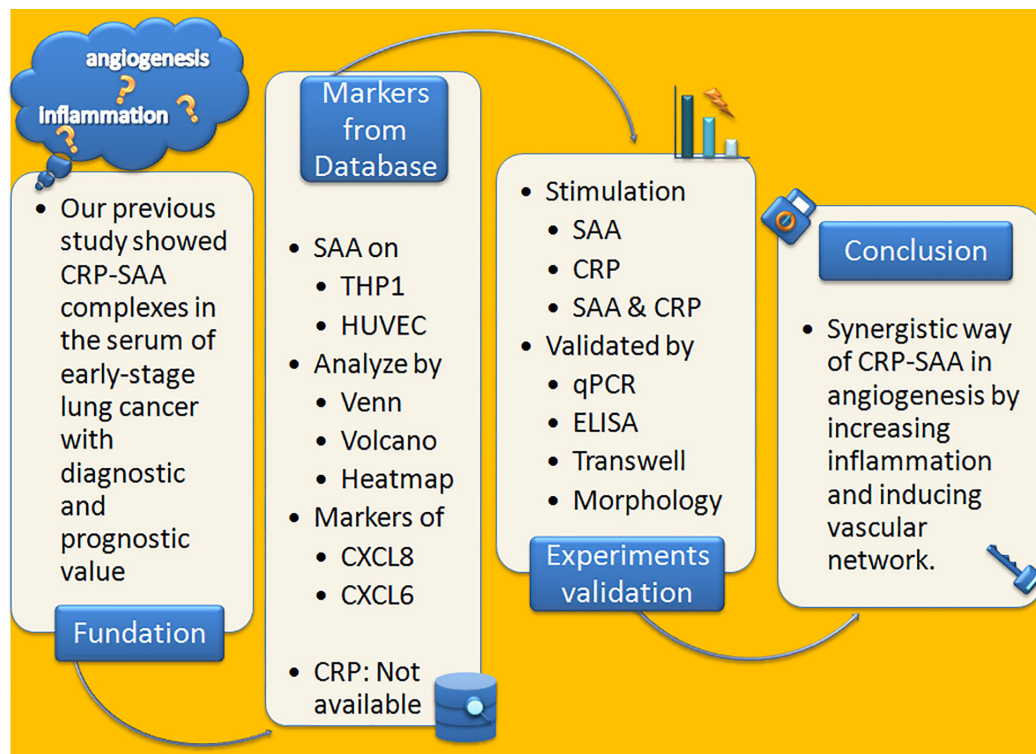 angiogenesis
inflammation
• Our previous
study showed
CRP-SAA
complexes in
the serum of
early-stage
lung cancer
with
diagnostic
and
prognostic
value
Fundation
Markers
from
Database
• SAA on
• THP1
• HUVEC
• Analyze by
• Venn
• Volcano
• Heatmap
• Markers of
• CXCL8
• CXCL6
• CRP: Not
available
• Stimulation
• SAA
• CRP
• SAA & CRP
• Validated by
• qPCR
• ELISA
• Transwell
• Morphology
Experiments
validation
Conclusion
• Synergistic way
of CRP-SAA in
angiogenesis by
increasing
inflammation
and inducing
vascular
network.